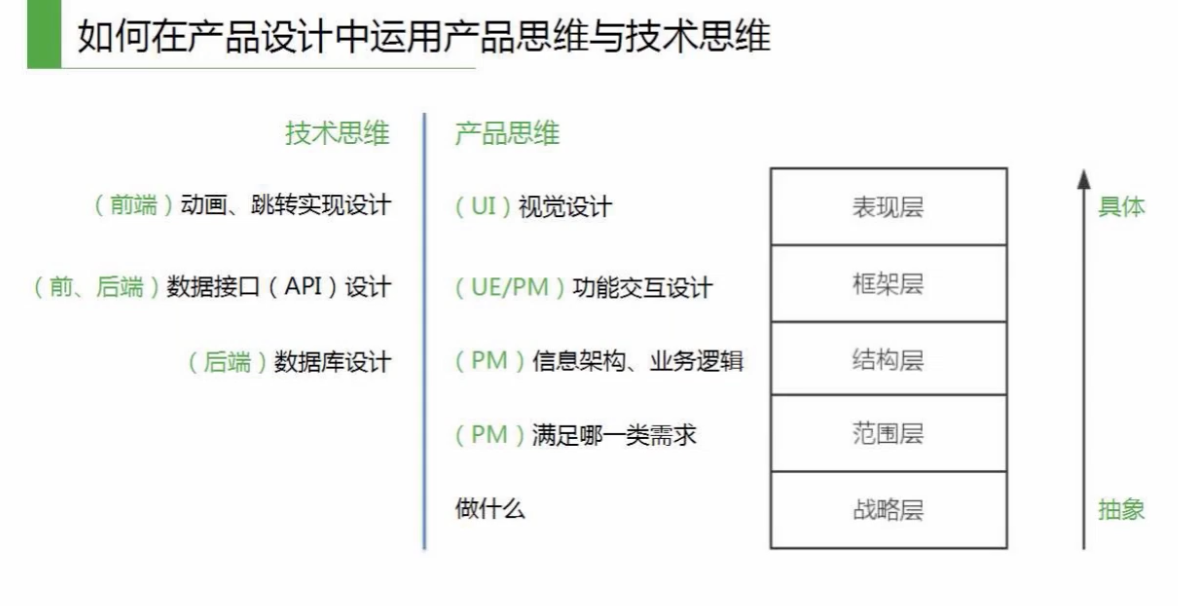 如何在产品设计中运用产品思维与技术思维
技术思维
产品思维
（前端）动画、跳转实现设计
（UI）视觉设计
表现层
具体
（前、后端）数据接口（API）设计
（UE/PM）功能交互设计
框架层
（后端）数据库设计
（PM）信息架构、业务逻辑
结构层
（PM）满足哪一类需求
范围层
做什么
战略层
抽象